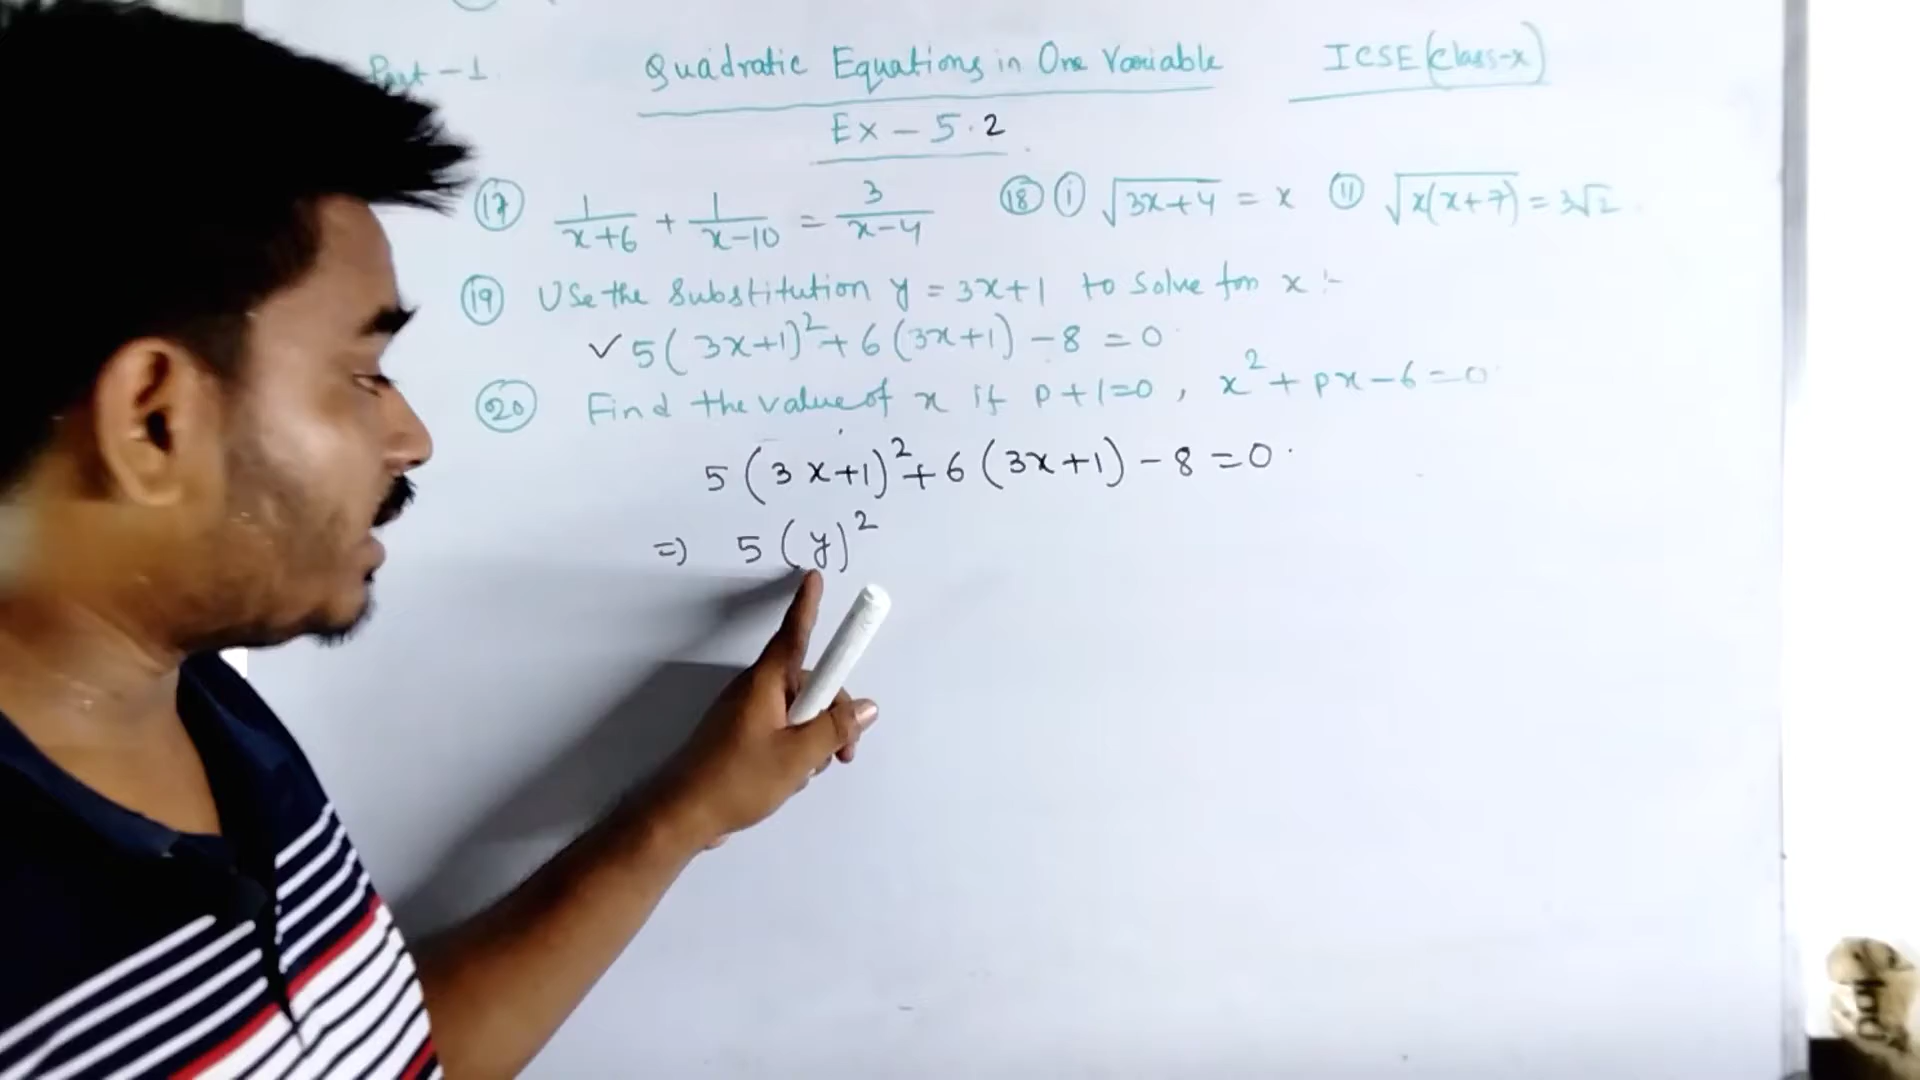 Part - 1 Quadratic Equations in One Variable ICSE (Class-x)
Ex - 5.2
(17) 1/(x+6) + 1/(x-10) = 3/(x-4) (18) (i) √(3x+4) = x (ii) √(x(x+7)) = 3√2
(19) Use the substitution y = 3x+1 to solve for x :-
✓ 5(3x+1)² + 6(3x+1) - 8 = 0
(20) Find the value of x if p+1=0, x² + px - 6 = 0
5(3x+1)² + 6(3x+1) - 8 = 0.
=) 5(y)²